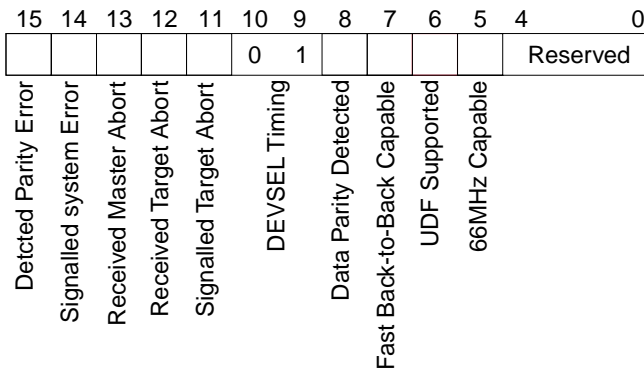 15 14 13 12 11 10 9 8 7 6 5 4 0
0 1 Reserved
Detcted Parity Error
Signalled system Error
Received Master Abort
Received Target Abort
Signalled Target Abort
DEVSEL Timing
Data Parity Detected
Fast Back-to-Back Capable
UDF Supported
66MHz Capable